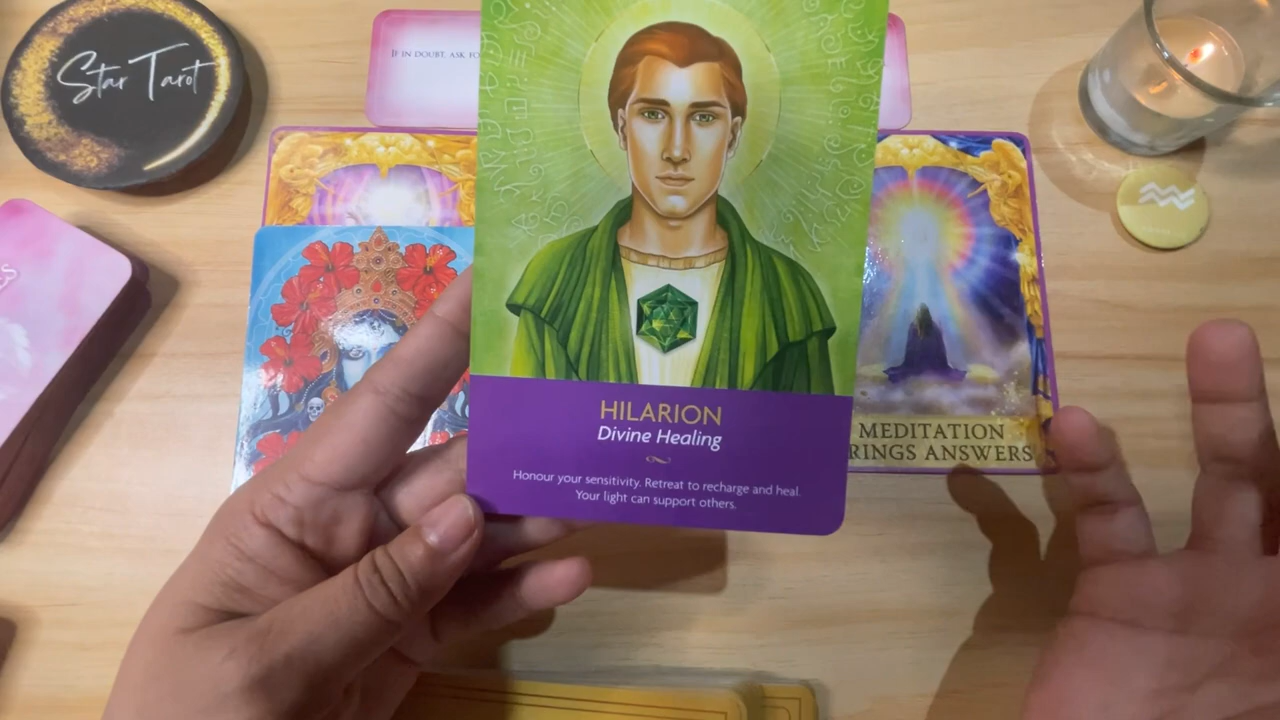 Star Tarot
IF IN DOUBT, ASK
HILARION
Divine Healing
Honour your sensitivity. Retreat to recharge and heal.
Your light can support others.
MEDITATION
RINGS ANSWERS